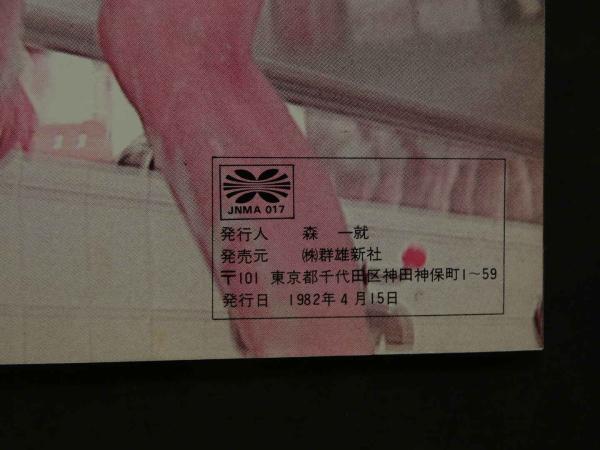 JNMA 017
発行人　森　一就
発売元　㈱群雄新社
〒101 東京都千代田区神田神保町1〜59
発行日　1982年4月15日